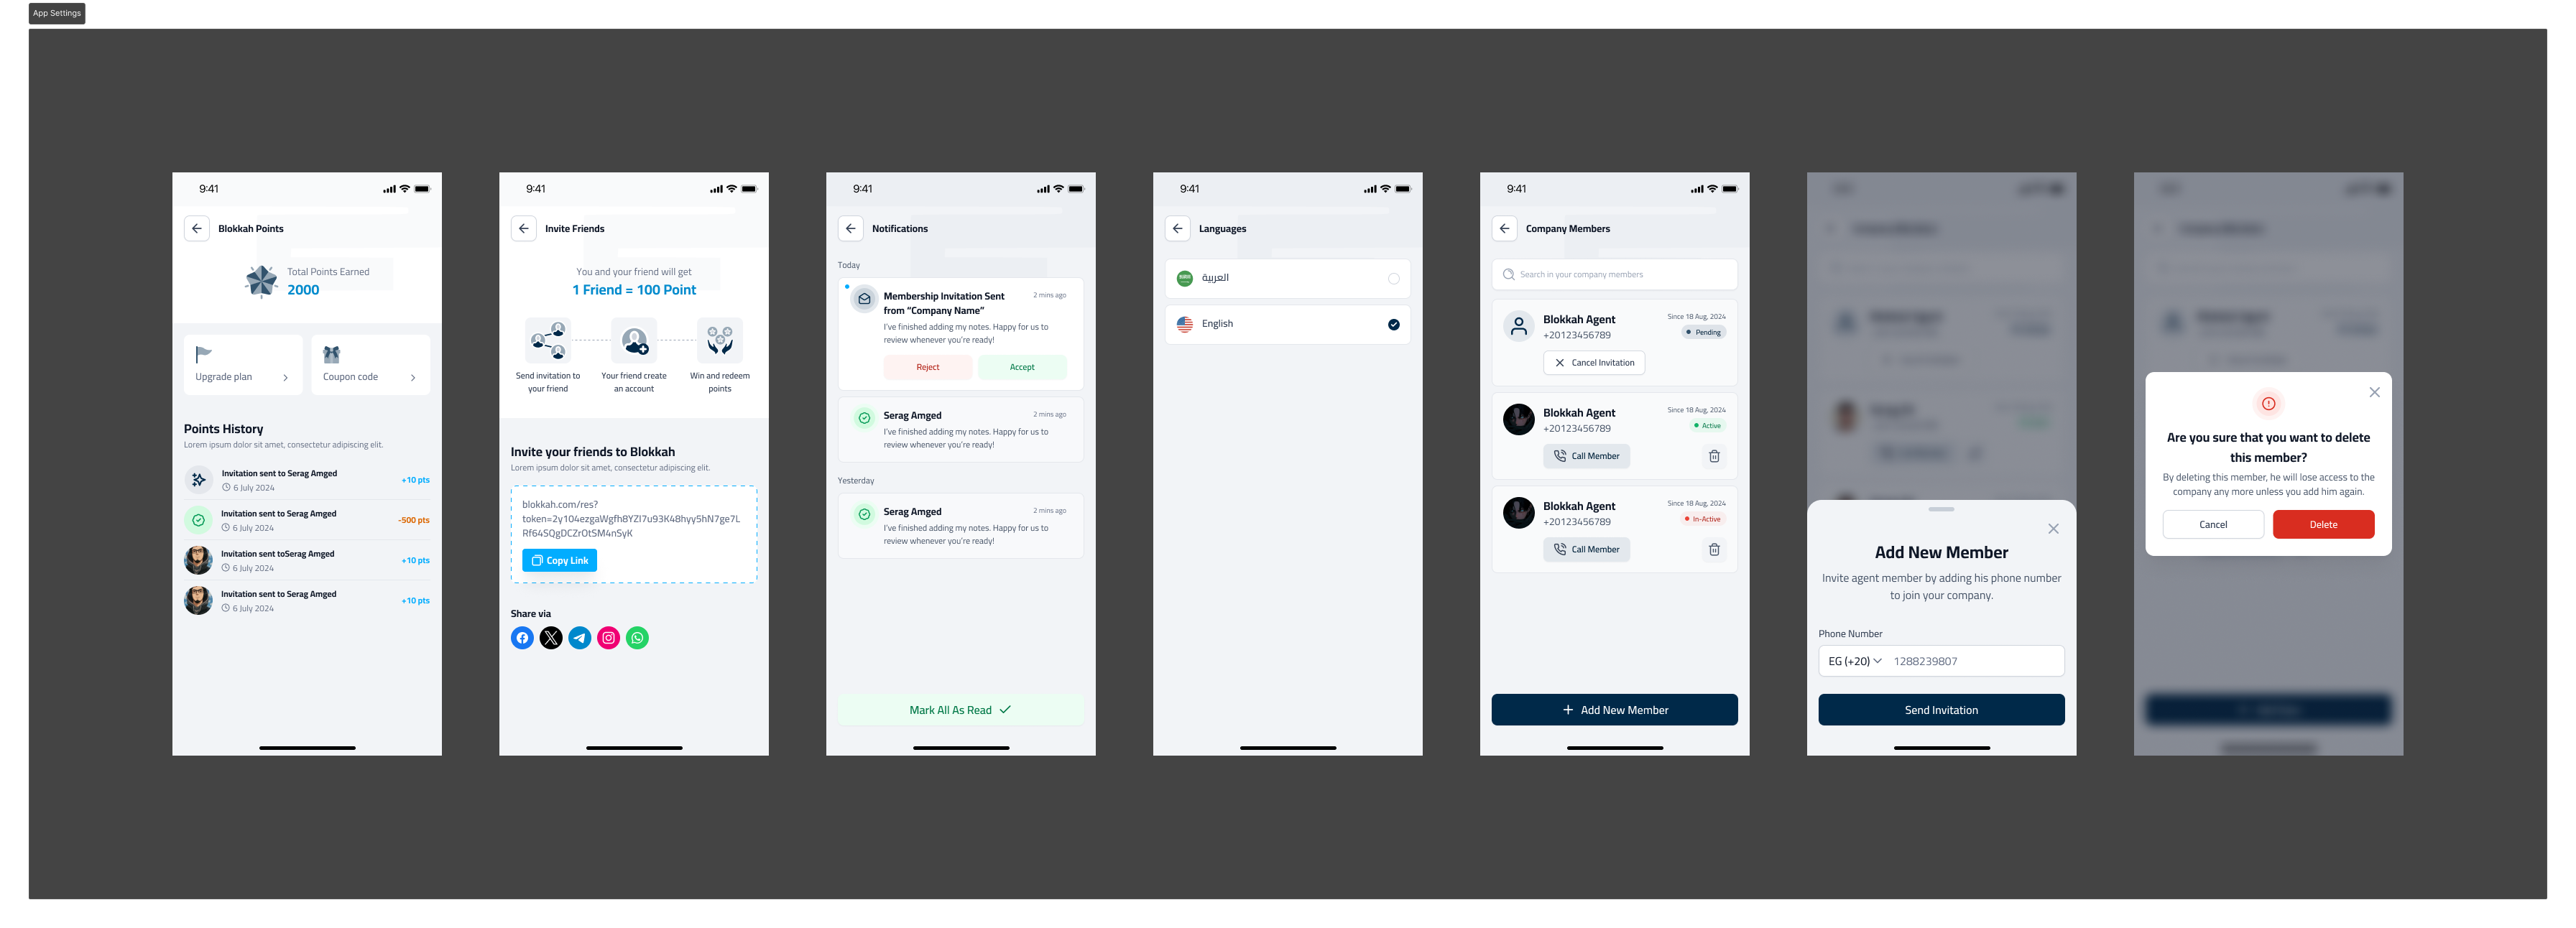 App Settings
9:41
Blokkah Points
Total Points Earned
2000
Upgrade plan
Coupon code
Points History
Lorem ipsum dolor sit amet, consectetur adipiscing elit.
Invitation sent to Serag Amged
6 July 2024
+10 pts
Invitation sent to Serag Amged
6 July 2024
-500 pts
Invitation sent toSerag Amged
6 July 2024
+10 pts
Invitation sent to Serag Amged
6 July 2024
+10 pts
9:41
Invite Friends
You and your friend will get
1 Friend = 100 Point
Send invitation to
your friend
Your friend create
an account
Win and redeem
points
Invite your friends to Blokkah
Lorem ipsum dolor sit amet, consectetur adipiscing elit.
blokkah.com/res?
Copy Link
Share via
9:41
Notifications
Today
Membership Invitation Sent
from “Company Name”
2 mins ago
I’ve finished adding my notes. Happy for us to
review whenever you’re ready!
Reject
Accept
Serag Amged
2 mins ago
I’ve finished adding my notes. Happy for us to
review whenever you’re ready!
Yesterday
Serag Amged
2 mins ago
I’ve finished adding my notes. Happy for us to
review whenever you’re ready!
Mark All As Read
9:41
Languages
العربية
English
9:41
Company Members
Search in your company members
Blokkah Agent
+20123456789
Since 18 Aug, 2024
Pending
Cancel Invitation
Blokkah Agent
+20123456789
Since 18 Aug, 2024
Active
Call Member
Blokkah Agent
+20123456789
Since 18 Aug, 2024
In-Active
Call Member
Add New Member
Add New Member
Invite agent member by adding his phone number
to join your company.
Phone Number
EG (+20)
1288239807
Send Invitation
Are you sure that you want to delete
this member?
By deleting this member, he will lose access to the
company any more unless you add him again.
Cancel
Delete